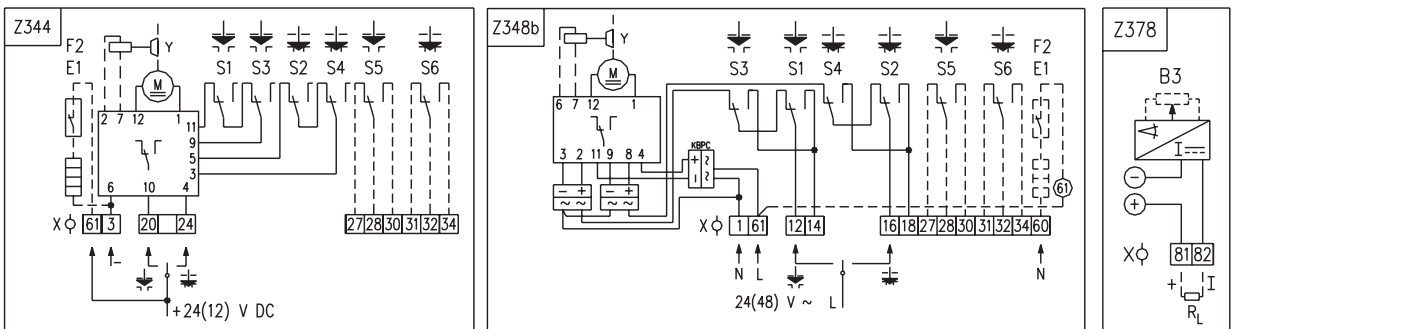 Z344
F2
E1
Y
M
S1 S3 S2 S4 S5 S6
2 7 12 1
11
9
5
3
6 10 4
X 61 3 20 24 27 28 30 31 32 34
–
+24(12) V DC
Z348b
Y
M
S3 S1 S4 S2 S5 S6
F2
E1
6 7 12 1
3 2 11 9 8 4
КВРС
+ ~
– ~
– + – +
~ ~ ~ ~
61
X 1 61 12 14 16 18 27 28 30 31 32 34 60
N L N
24(48) V ~ L
Z378
B3
I
–
+
X 81 82
+ I
RL